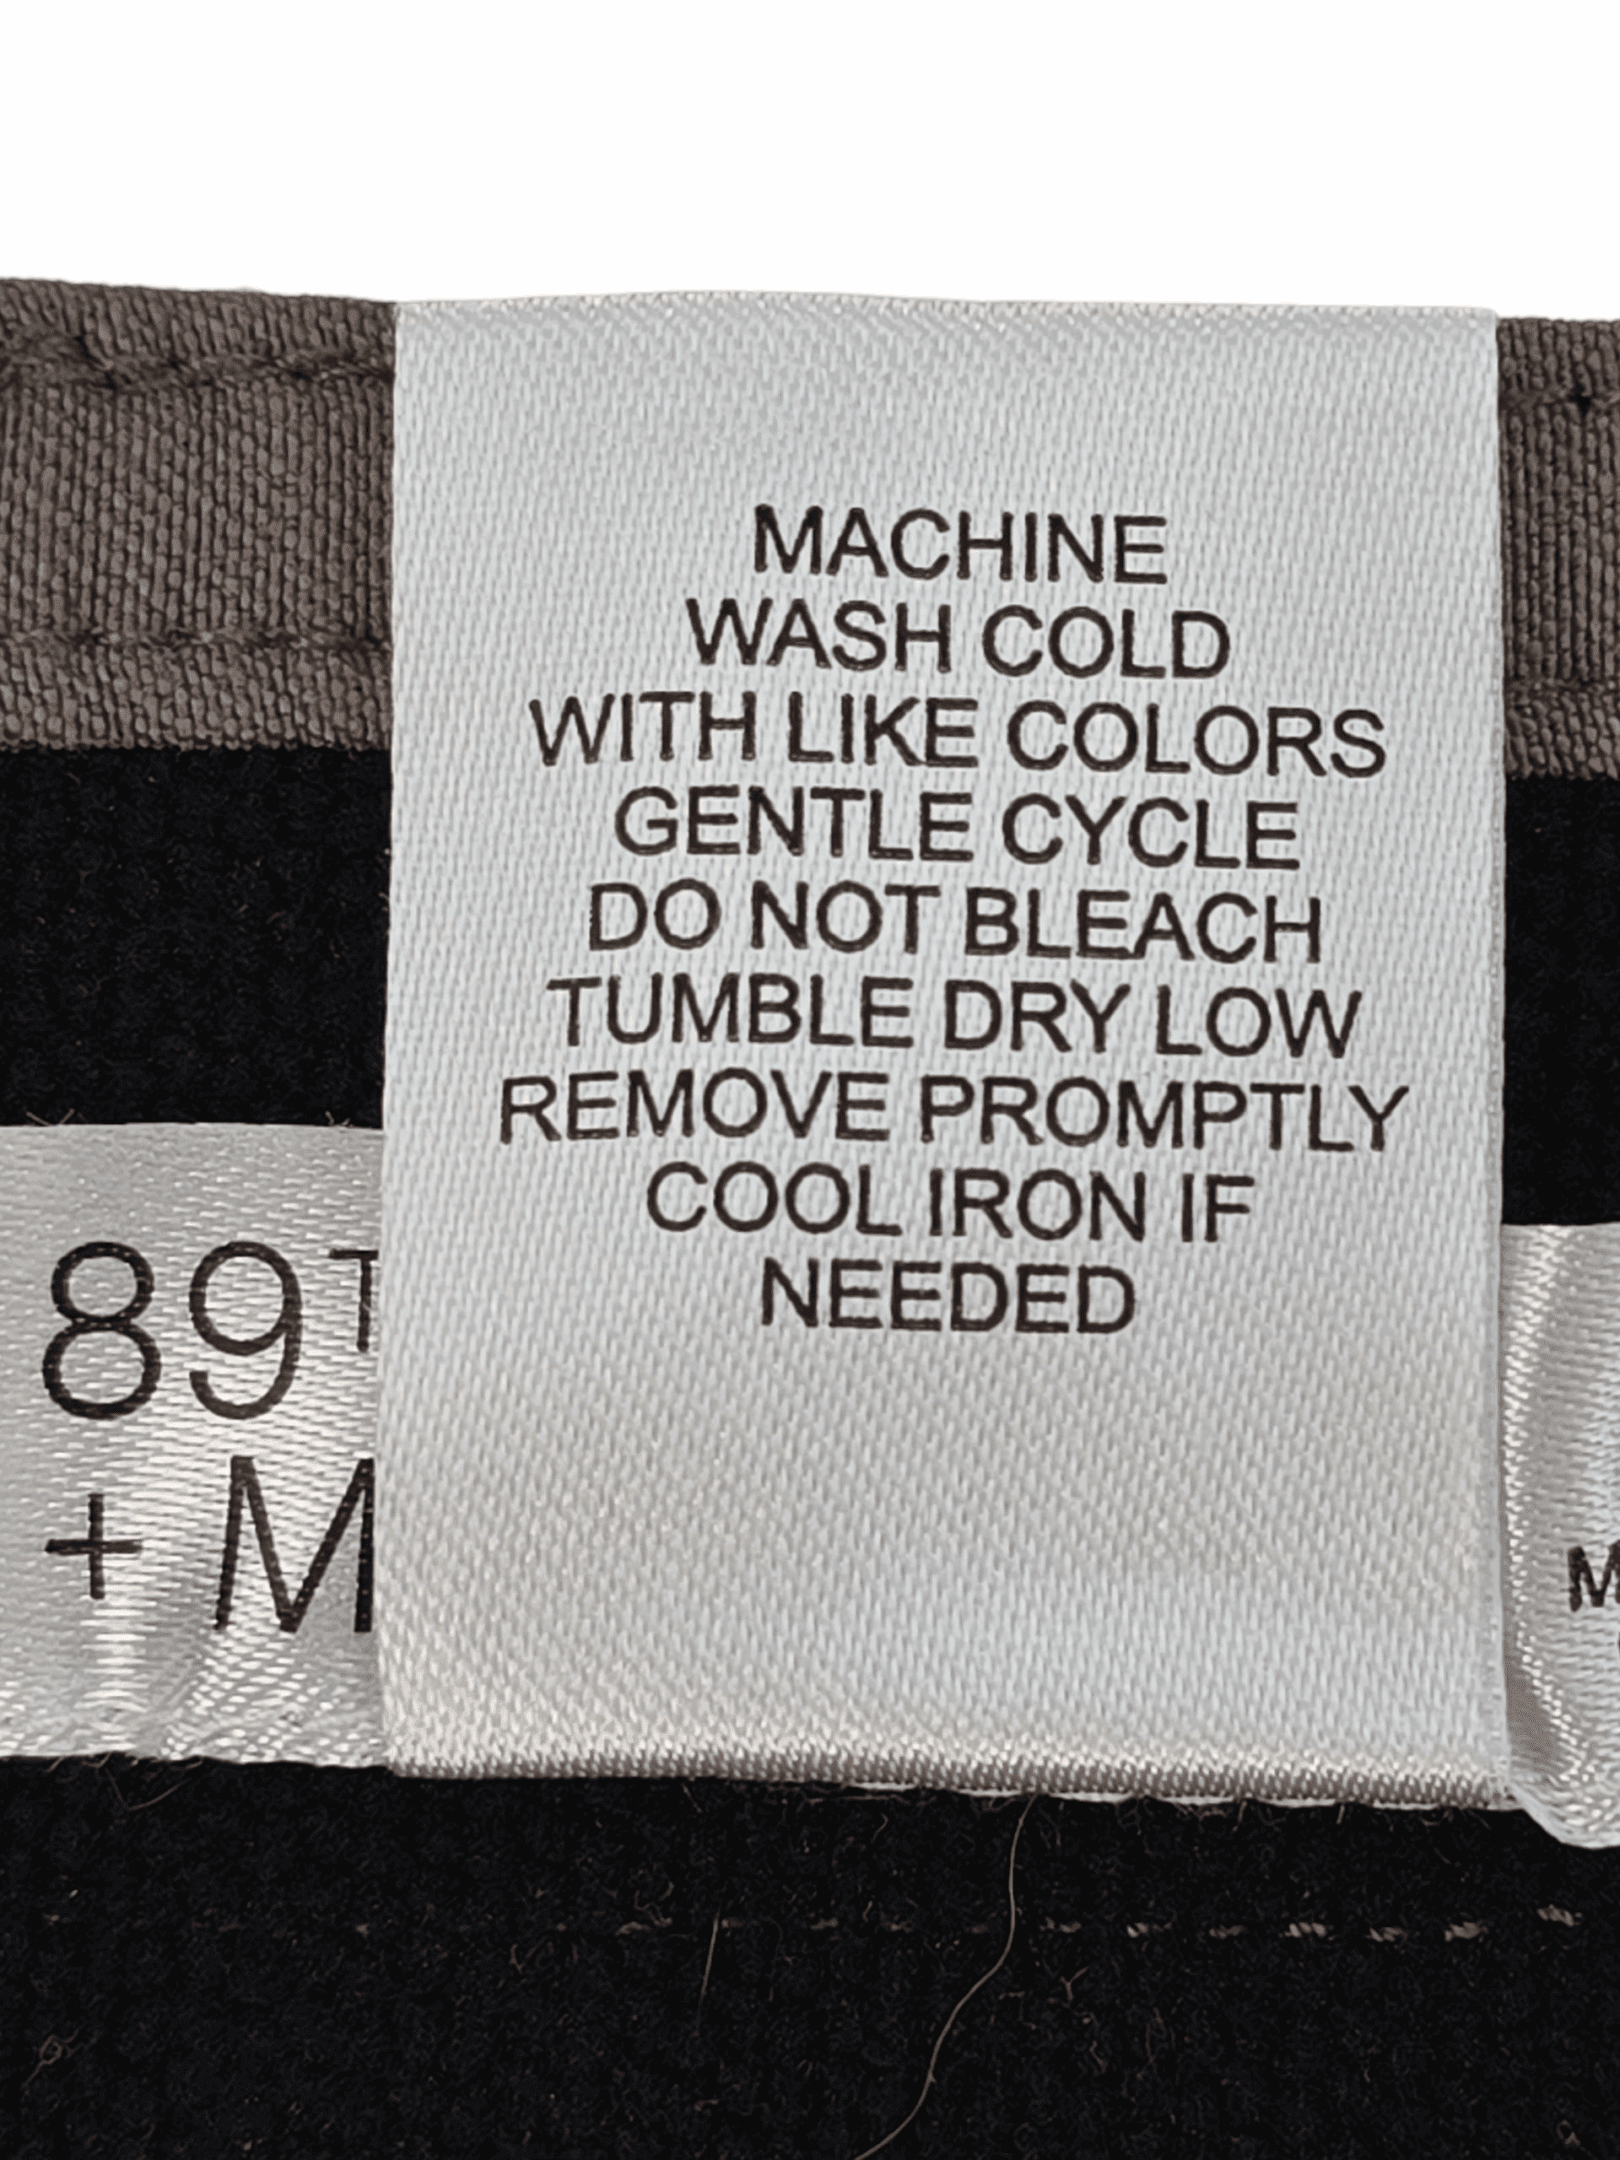 MACHINE
WASH COLD
WITH LIKE COLORS
GENTLE CYCLE
DO NOT BLEACH
TUMBLE DRY LOW
REMOVE PROMPTLY
COOL IRON IF
NEEDED
89™
+ M
M